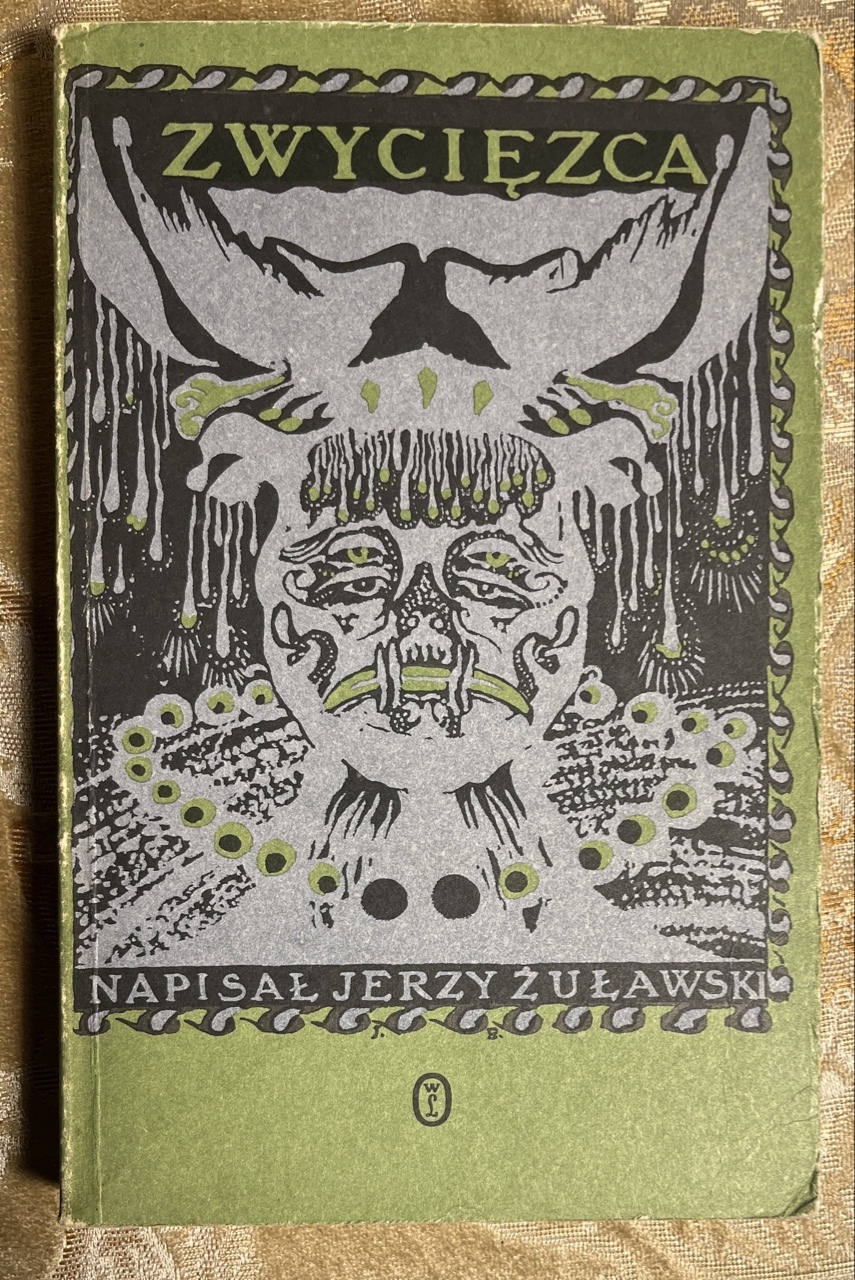 ZWYCIĘZCA
NAPISAŁ JERZY ŻUŁAWSKI
J. B.
WL